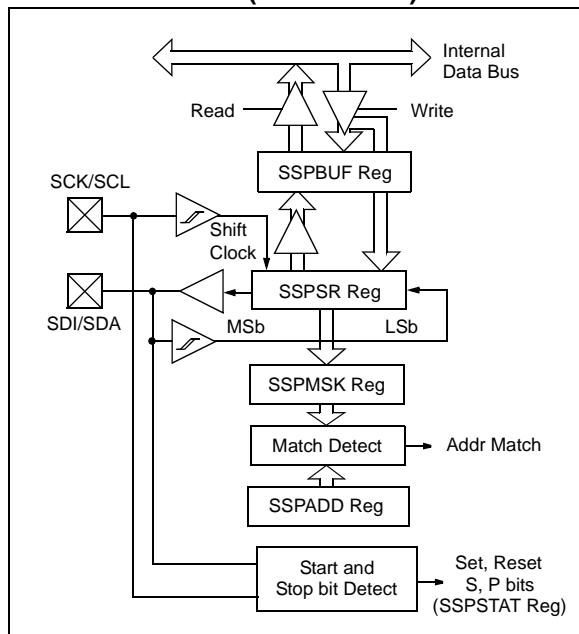 Internal
Data Bus
Read
Write
SSPBUF Reg
SCK/SCL
Shift
Clock
SSPSR Reg
SDI/SDA
MSb
LSb
SSPMSK Reg
Match Detect
Addr Match
SSPADD Reg
Start and
Stop bit Detect
Set, Reset
S, P bits
(SSPSTAT Reg)